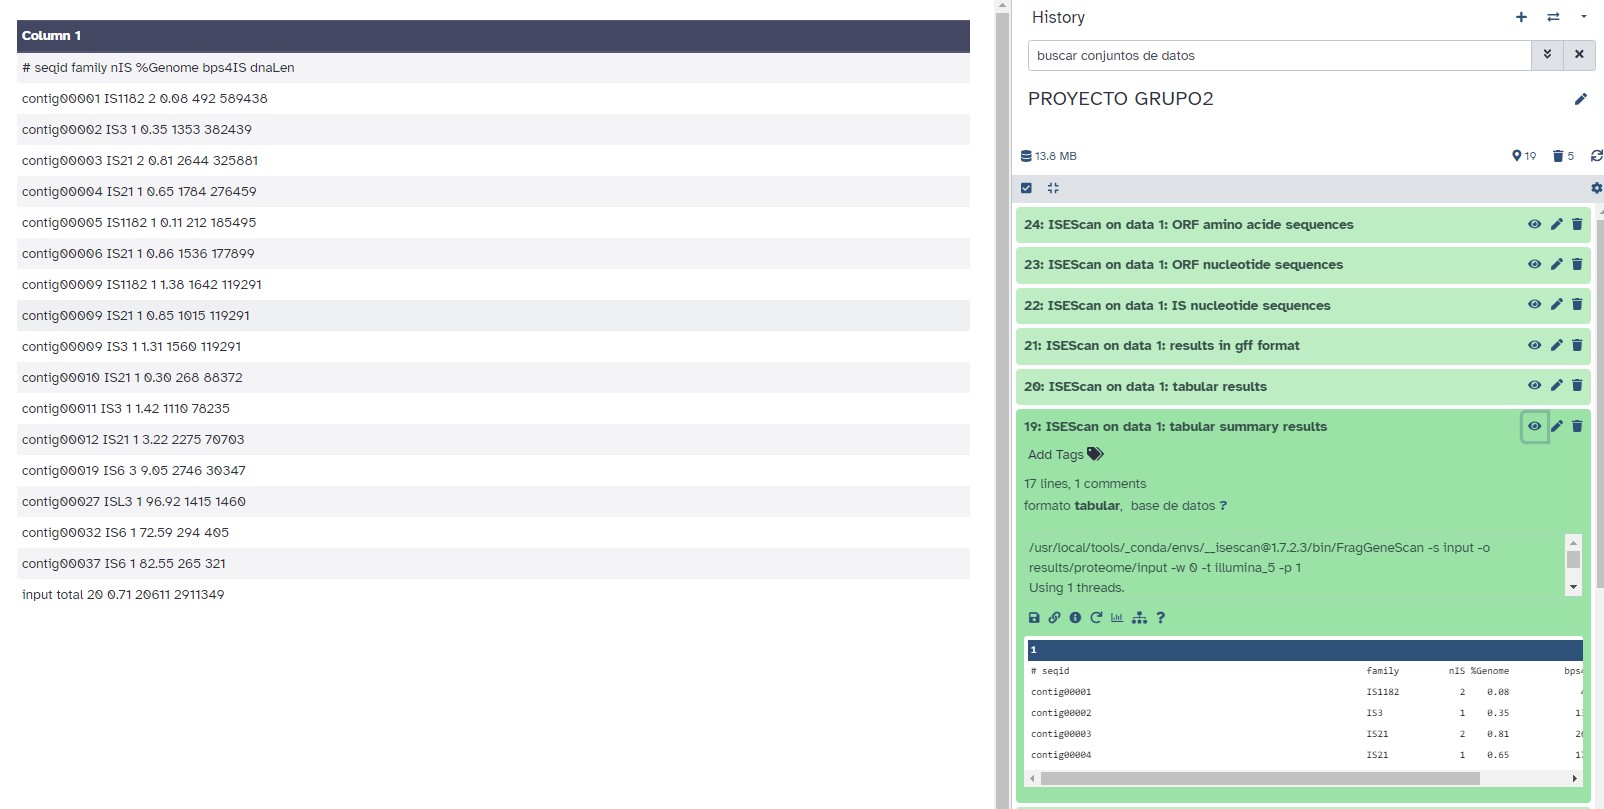 Column 1
# seqid family nIS %Genome bps4IS dnaLen
contig00001 IS1182 2 0.08 492 589438
contig00002 IS3 1 0.35 1353 382439
contig00003 IS21 2 0.81 2644 325881
contig00004 IS21 1 0.65 1784 276459
contig00005 IS1182 1 0.11 212 185495
contig00006 IS21 1 0.86 1536 177899
contig00009 IS1182 1 1.38 1642 119291
contig00009 IS21 1 0.85 1015 119291
contig00009 IS3 1 1.31 1560 119291
contig00010 IS21 1 0.30 268 88372
contig00011 IS3 1 1.42 1110 78235
contig00012 IS21 1 3.22 2275 70703
contig00019 IS6 3 9.05 2746 30347
contig00027 ISL3 1 96.92 1415 1460
contig00032 IS6 1 72.59 294 405
contig00037 IS6 1 82.55 265 321
input total 20 0.71 20611 2911349
History
buscar conjuntos de datos
PROYECTO GRUPO2
13.8 MB 19 5
24: ISEScan on data 1: ORF amino acide sequences
23: ISEScan on data 1: ORF nucleotide sequences
22: ISEScan on data 1: IS nucleotide sequences
21: ISEScan on data 1: results in gff format
20: ISEScan on data 1: tabular results
19: ISEScan on data 1: tabular summary results
Add Tags
17 lines, 1 comments
formato tabular, base de datos ?
/usr/local/tools/_conda/envs/__isescan@1.7.2.3/bin/FragGeneScan -s input -o
results/proteome/input -w 0 -t illumina_5 -p 1
Using 1 threads.
1
# seqid family nIS %Genome
contig00001 IS1182 2 0.08
contig00002 IS3 1 0.35
contig00003 IS21 2 0.81
contig00004 IS21 1 0.65